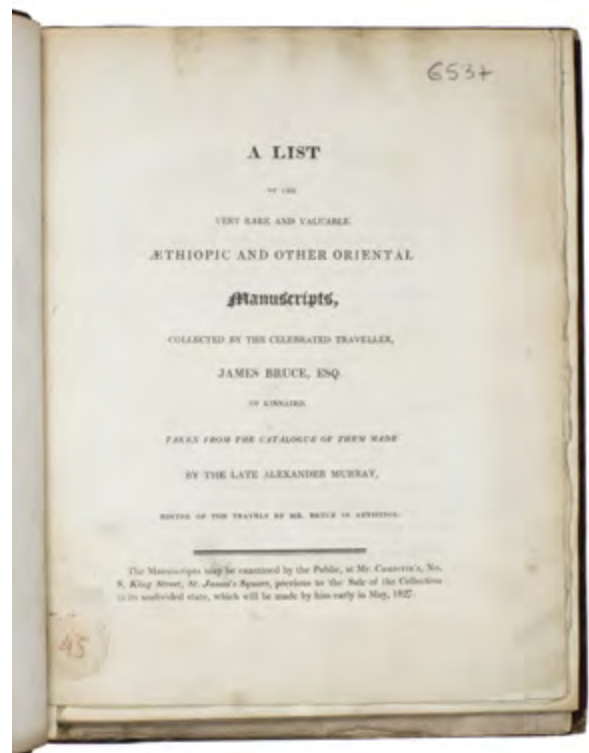 6537
A LIST
OF THE
VERY RARE AND VALUABLE
ÆTHIOPIC AND OTHER ORIENTAL
Manuscripts,
COLLECTED BY THE CELEBRATED TRAVELLER,
JAMES BRUCE, ESQ.
OF KINNAIRD.
TAKEN FROM THE CATALOGUE OF THEM MADE
BY THE LATE ALEXANDER MURRAY,
EDITOR OF THE TRAVELS BY MR. BRUCE IN ABYSSINIA.
The Manuscripts may be examined by the Public, at Mr. CHRISTIE'S, No.
8, King Street, St. James's Square, previous to the Sale of the Collection
in its undivided state, which will be made by him early in May, 1827.
45